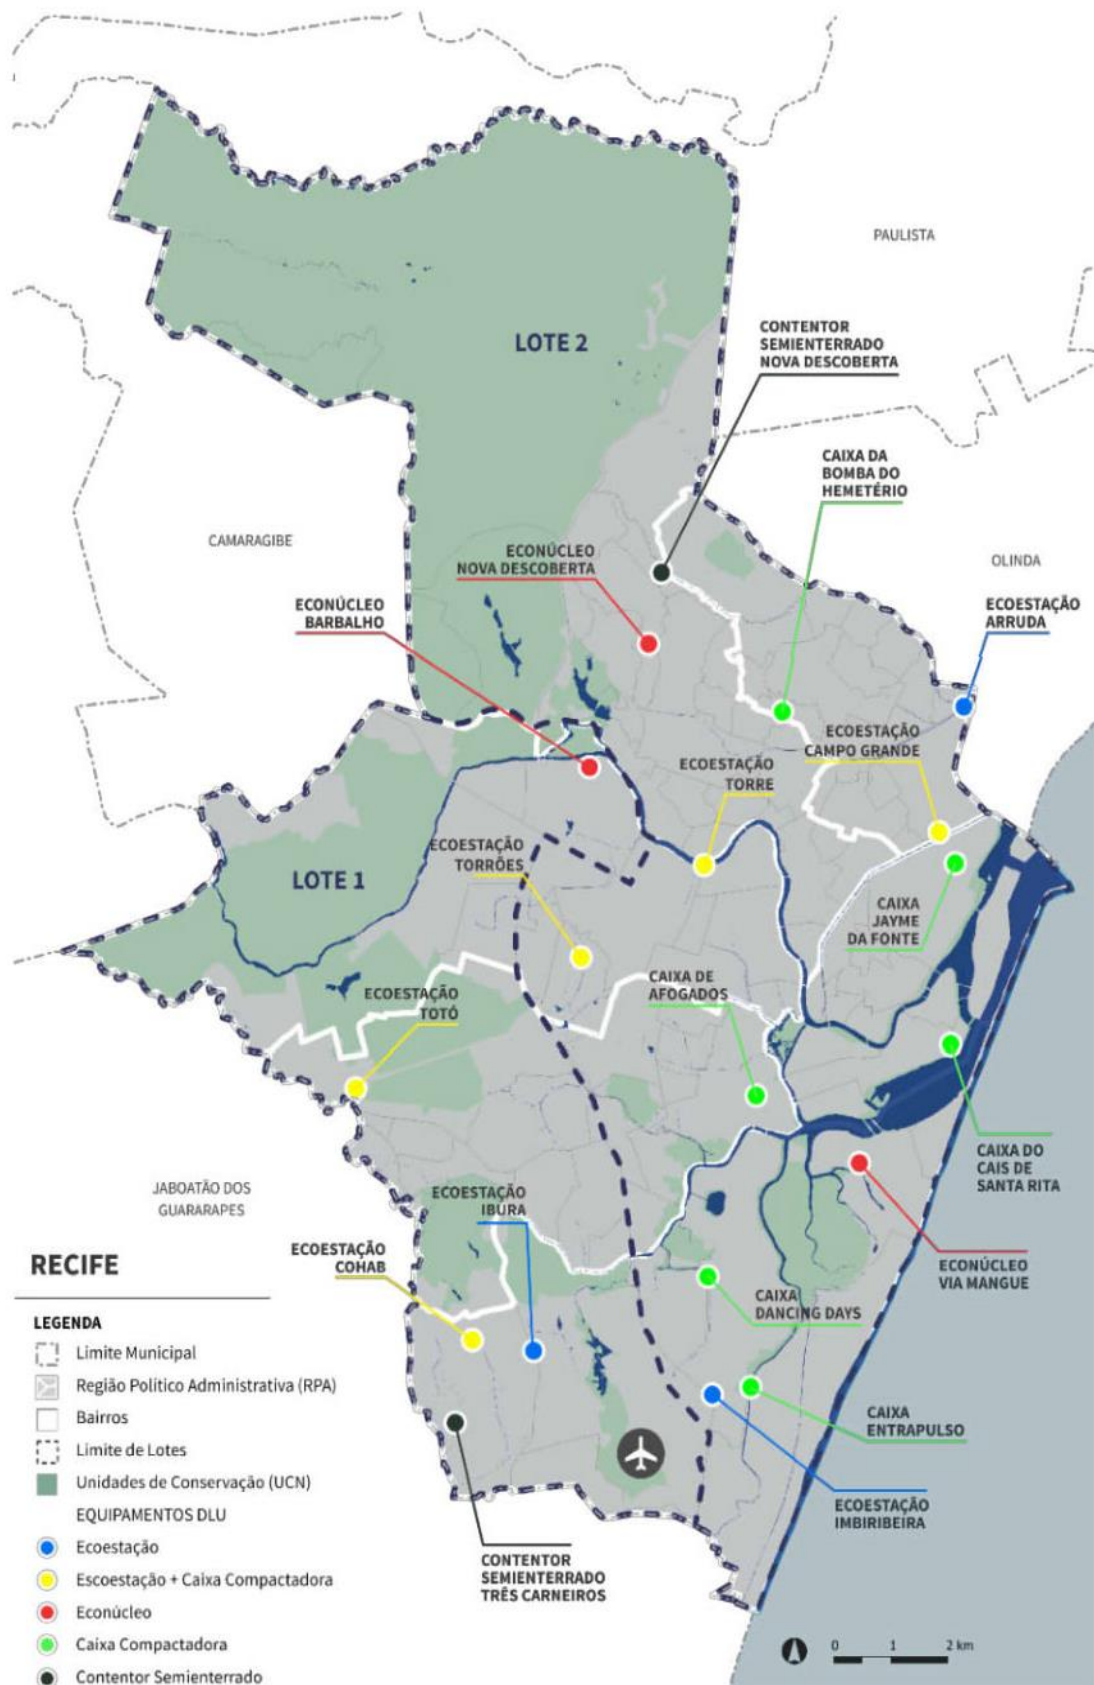 PAULISTA
CONTENTOR
SEMIENTERRADO
NOVA DESCOBERTA
LOTE 2
CAIXA DA
BOMBA DO
HEMETÉRIO
CAMARAGIBE
ECONÚCLEO
NOVA DESCOBERTA
OLINDA
ECONÚCLEO
BARBALHO
ECOESTAÇÃO
ARRUDA
ECOESTAÇÃO
CAMPO GRANDE
ECOESTAÇÃO
TORRE
ECOESTAÇÃO
TORRÕES
LOTE 1
CAIXA
JAYME
DA FONTE
CAIXA DE
AFOGADOS
ECOESTAÇÃO
TOTÓ
CAIXA DO
CAIS DE
SANTA RITA
JABOATÃO DOS
GUARARAPES
ECOESTAÇÃO
IBURA
ECOESTAÇÃO
COHAB
ECONÚCLEO
VIA MANGUE
CAIXA
DANCING DAYS
CAIXA
ENTRAPULSO
ECOESTAÇÃO
IMBIRIBEIRA
CONTENTOR
SEMIENTERRADO
TRÊS CARNEIROS
RECIFE
LEGENDA
Limite Municipal
Região Político Administrativa (RPA)
Bairros
Limite de Lotes
Unidades de Conservação (UCN)
EQUIPAMENTOS DLU
Ecoestação
Escoestação + Caixa Compactadora
Econúcleo
Caixa Compactadora
Contentor Semienterrado
0 1 2 km